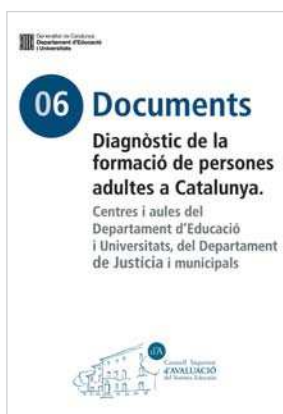 Generalitat de Catalunya
Departament d'Educació
i Universitats
06 Documents
Diagnòstic de la
formació de persones
adultes a Catalunya.
Centres i aules del
Departament d'Educació
i Universitats, del Departament
de Justícia i municipals
d'A
Consell Superior
d'AVALUACIÓ
del Sistema Educatiu